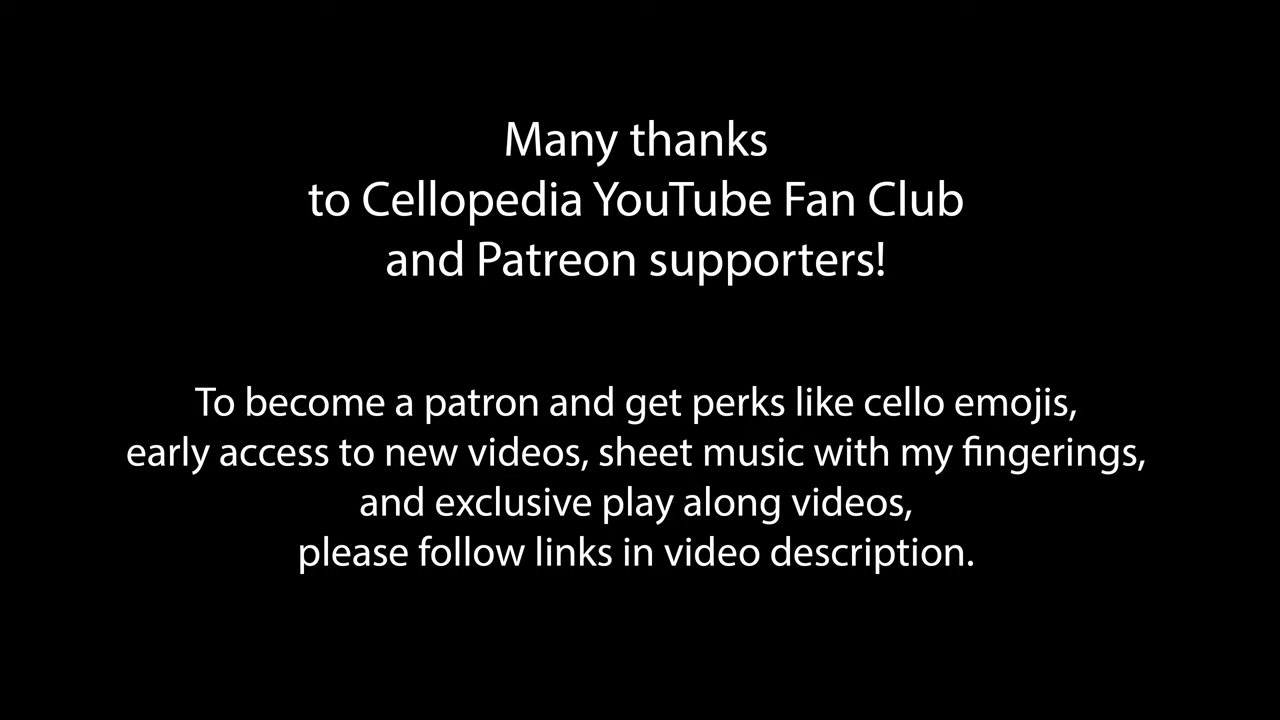 Many thanks
to Cellopedia YouTube Fan Club
and Patreon supporters!
To become a patron and get perks like cello emojis,
early access to new videos, sheet music with my fingerings,
and exclusive play along videos,
please follow links in video description.